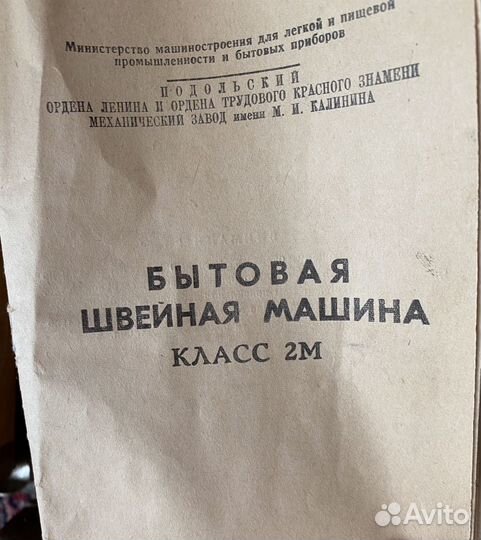 Министерство машиностроения для легкой и пищевой
промышленности и бытовых приборов
ПОДОЛЬСКИЙ
ОРДЕНА ЛЕНИНА И ОРДЕНА ТРУДОВОГО КРАСНОГО ЗНАМЕНИ
МЕХАНИЧЕСКИЙ ЗАВОД имени М. И. КАЛИНИНА
БЫТОВАЯ
ШВЕЙНАЯ МАШИНА
КЛАСС 2М
Avito